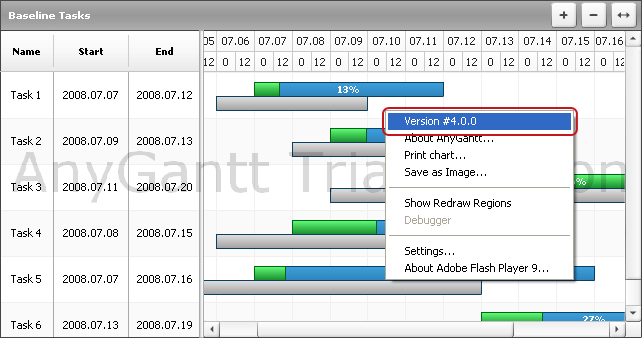 Baseline Tasks
+ −
Name Start End
05 07.06 07.07 07.08 07.09 07.10 07.11 07.12 07.13 07.14 07.15 07.16
12 0 12 0 12 0 12 0 12 0 12 0 12 0 12 0 12 0 12 0 12 0 12
Task 1 2008.07.07 2008.07.12 13%
Task 2 2008.07.09 2008.07.13
Task 3 2008.07.11 2008.07.20
Task 4 2008.07.08 2008.07.15
Task 5 2008.07.07 2008.07.16
Task 6 2008.07.13 2008.07.19 27%
AnyGantt Tria
Version #4.0.0
About AnyGantt...
Print chart...
Save as Image...
Show Redraw Regions
Debugger
Settings...
About Adobe Flash Player 9...